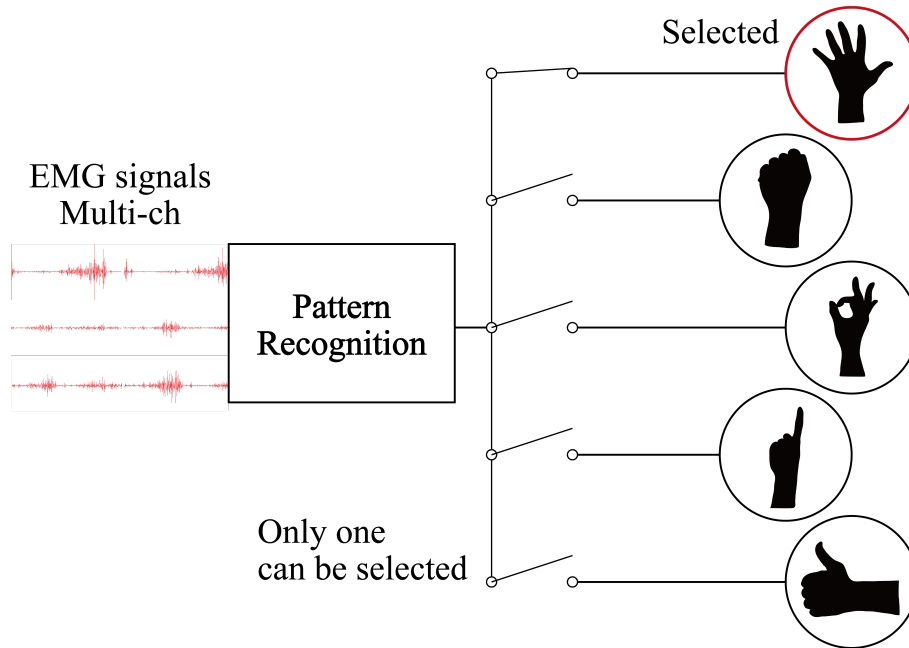 Selected
EMG signals
Multi-ch
Pattern
Recognition
Only one
can be selected